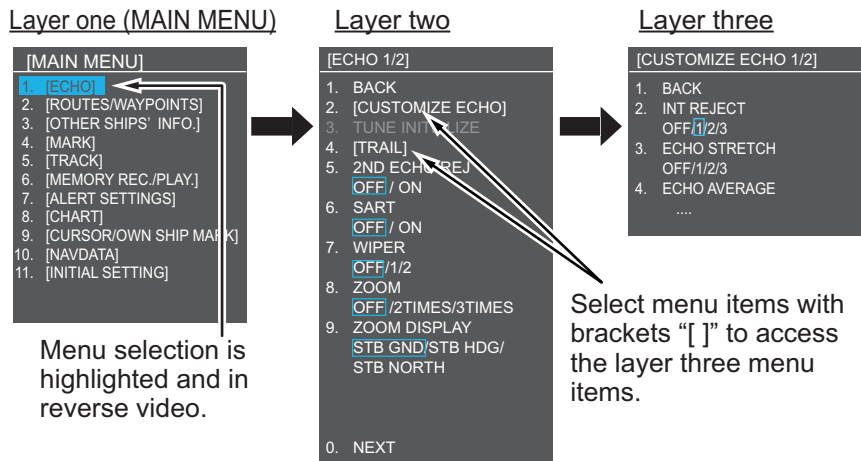 Layer one (MAIN MENU)
[MAIN MENU]
1. [ECHO]
2. [ROUTES/WAYPOINTS]
3. [OTHER SHIPS' INFO.]
4. [MARK]
5. [TRACK]
6. [MEMORY REC./PLAY.]
7. [ALERT SETTINGS]
8. [CHART]
9. [CURSOR/OWN SHIP MARK]
10. [NAVDATA]
11. [INITIAL SETTING]
Menu selection is
highlighted and in
reverse video.
Layer two
[ECHO 1/2]
1. BACK
2. [CUSTOMIZE ECHO]
3. TUNE INITIALIZE
4. [TRAIL]
5. 2ND ECHO REJ
OFF / ON
6. SART
OFF / ON
7. WIPER
OFF/1/2
8. ZOOM
OFF /2TIMES/3TIMES
9. ZOOM DISPLAY
STB GND/STB HDG/
STB NORTH
0. NEXT
Layer three
[CUSTOMIZE ECHO 1/2]
1. BACK
2. INT REJECT
OFF/1/2/3
3. ECHO STRETCH
OFF/1/2/3
4. ECHO AVERAGE
....
Select menu items with
brackets “[ ]” to access
the layer three menu
items.